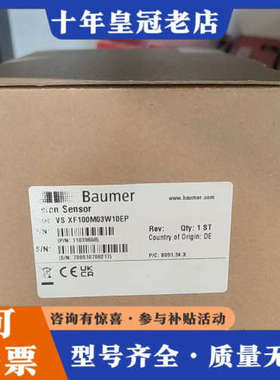 十年皇冠老店
Baumer
Sensor
VS XF100M03W10EP
Rev:
Qty: 1 ST
Country of Origin: DE
S/N:
P/C: 8031.34.X
可
票
咨询有惊喜·参与补贴活动
型号齐全·质量无忧